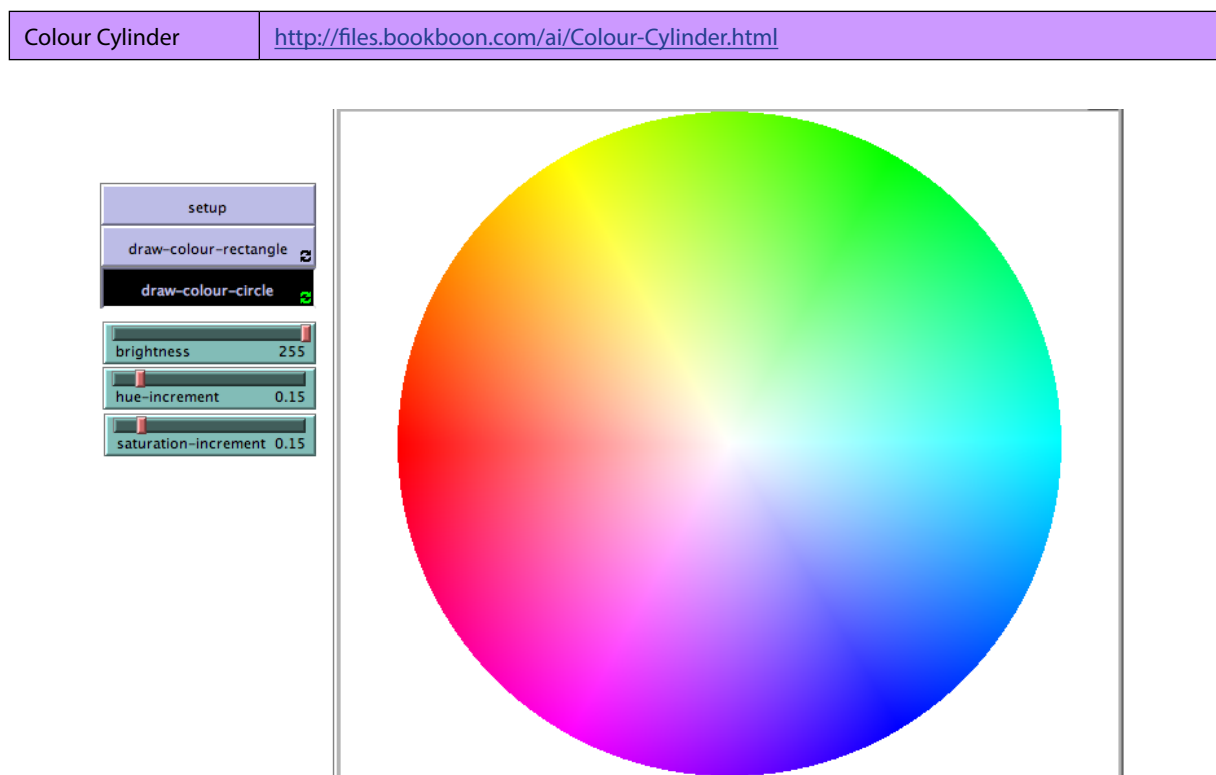 Colour Cylinder http://files.bookboon.com/ai/Colour-Cylinder.html
setup
draw-colour-rectangle
draw-colour-circle
brightness 255
hue-increment 0.15
saturation-increment 0.15